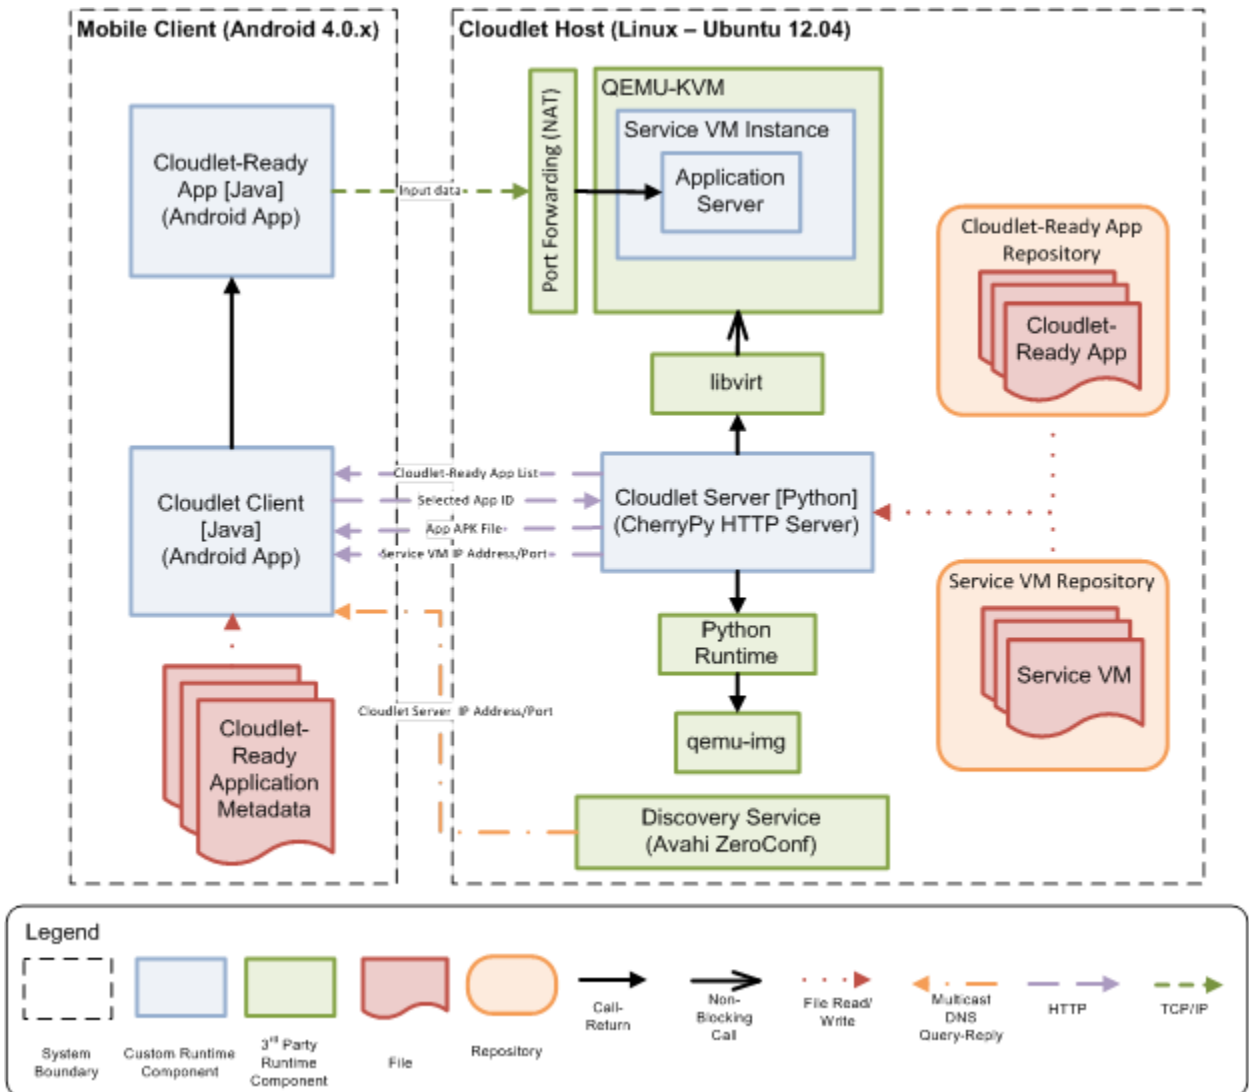 Mobile Client (Android 4.0.x)
Cloudlet-Ready
App [Java]
(Android App)
Cloudlet Client
[Java]
(Android App)
Cloudlet-
Ready
Application
Metadata
Input data
Cloudlet-Ready App List
Selected App ID
App APK File
Service VM IP Address/Port
Cloudlet Server IP Address/Port
Cloudlet Host (Linux – Ubuntu 12.04)
Port Forwarding (NAT)
QEMU-KVM
Service VM Instance
Application
Server
libvirt
Cloudlet Server [Python]
(CherryPy HTTP Server)
Python
Runtime
qemu-img
Discovery Service
(Avahi ZeroConf)
Cloudlet-Ready App
Repository
Cloudlet-
Ready App
Service VM Repository
Service VM
Legend
System
Boundary
Custom Runtime
Component
3rd Party
Runtime
Component
File
Repository
Call-
Return
Non-
Blocking
Call
File Read/
Write
Multicast
DNS
Query-Reply
HTTP
TCP/IP